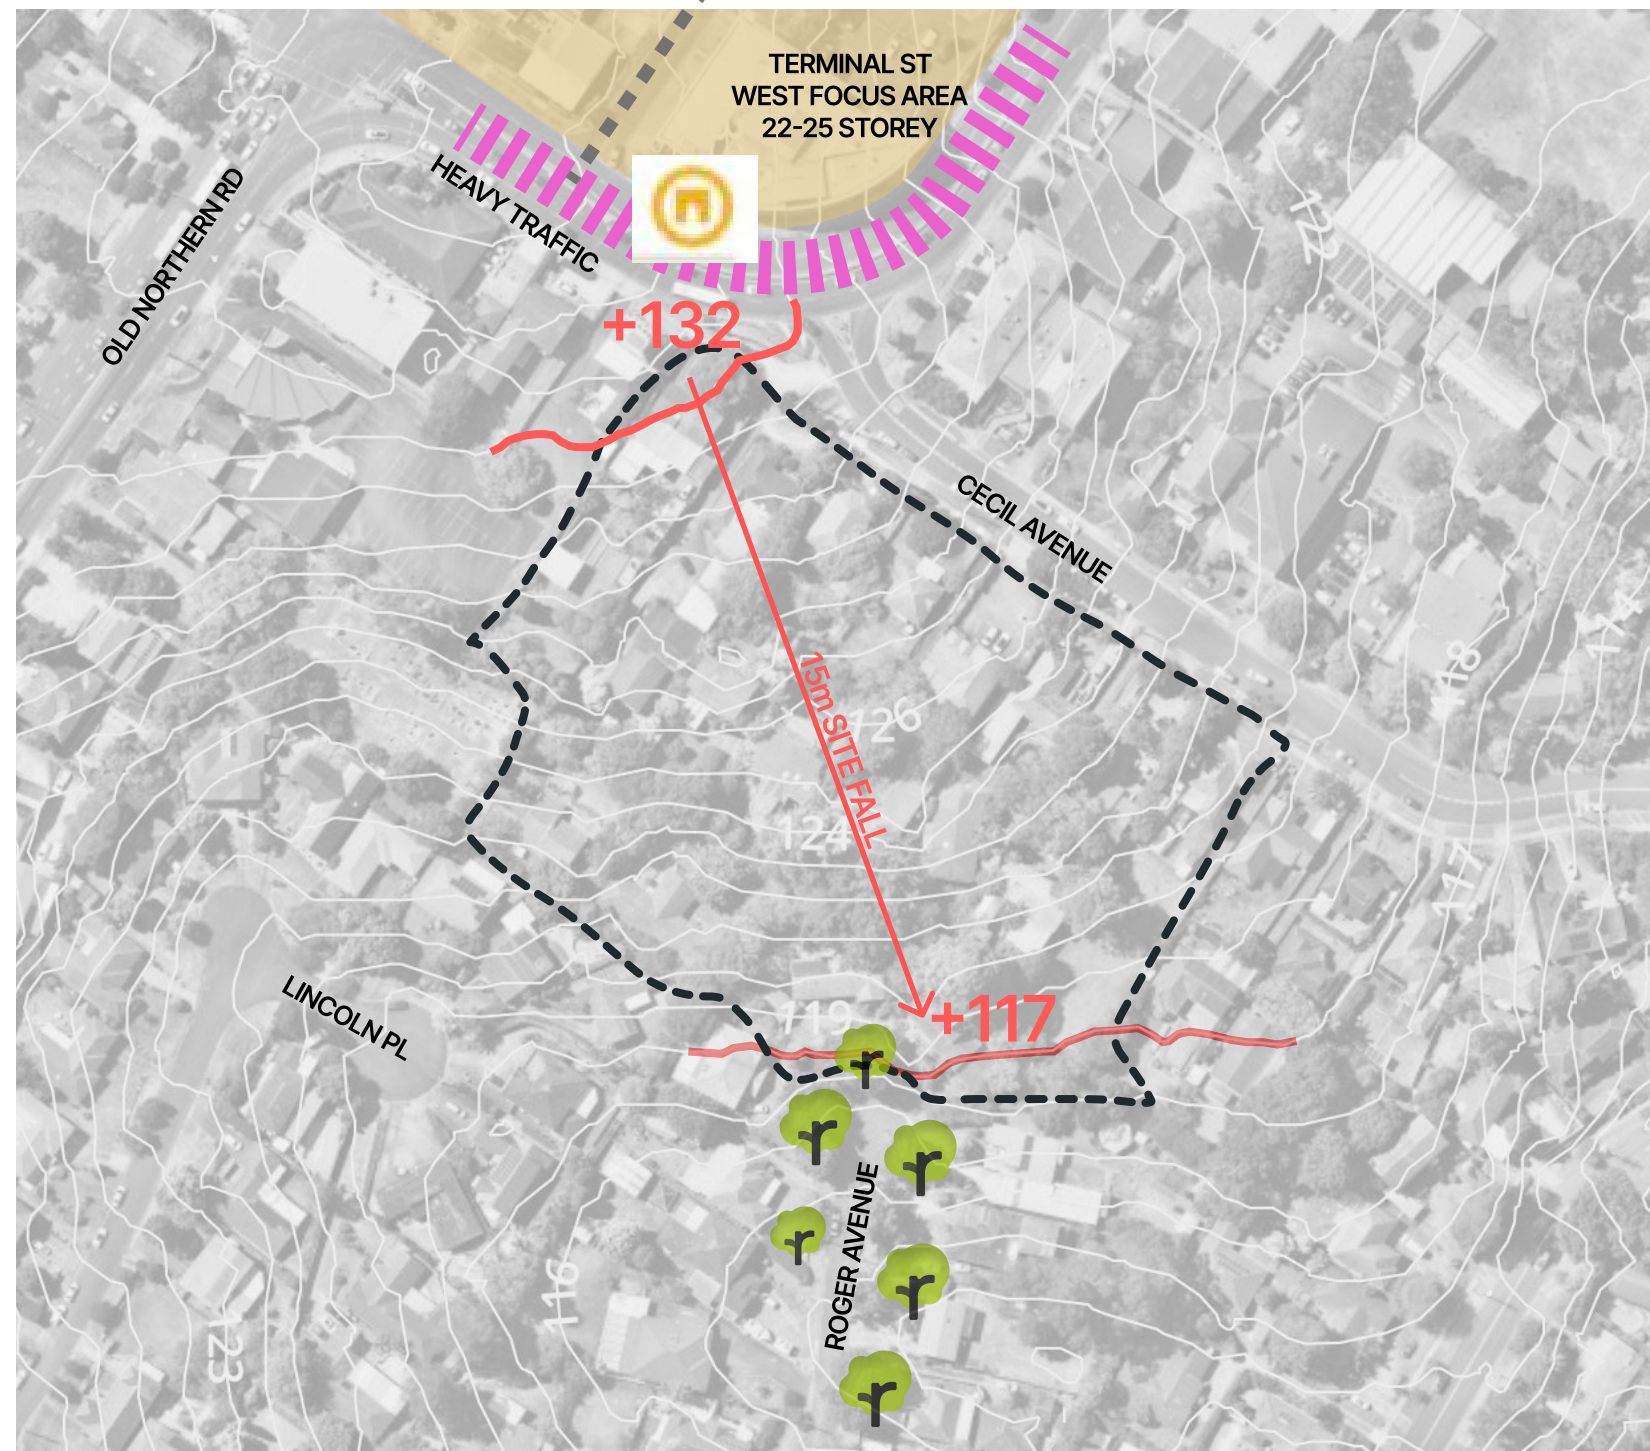 TERMINAL ST
WEST FOCUS AREA
22-25 STOREY
HEAVY TRAFFIC
OLD NORTHERN RD
122
+132
CECIL AVENUE
118
15m SITE FALL
126
124
117
LINCOLN PL
119
+117
ROGER AVENUE
116
123